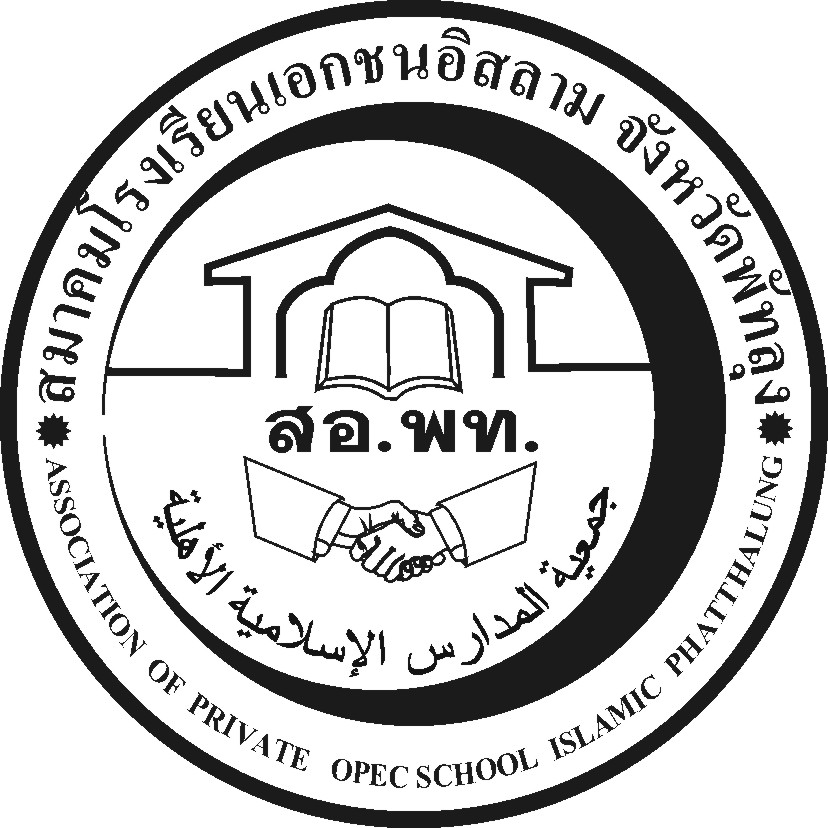 สมาคมโรงเรียนเอกชนอิสลาม จังหวัดพัทลุง
สอ.พท.
جمعية المدارس الإسلامية الأهلية
ASSOCIATION OF PRIVATE OPEC SCHOOL ISLAMIC PHATTHALUNG